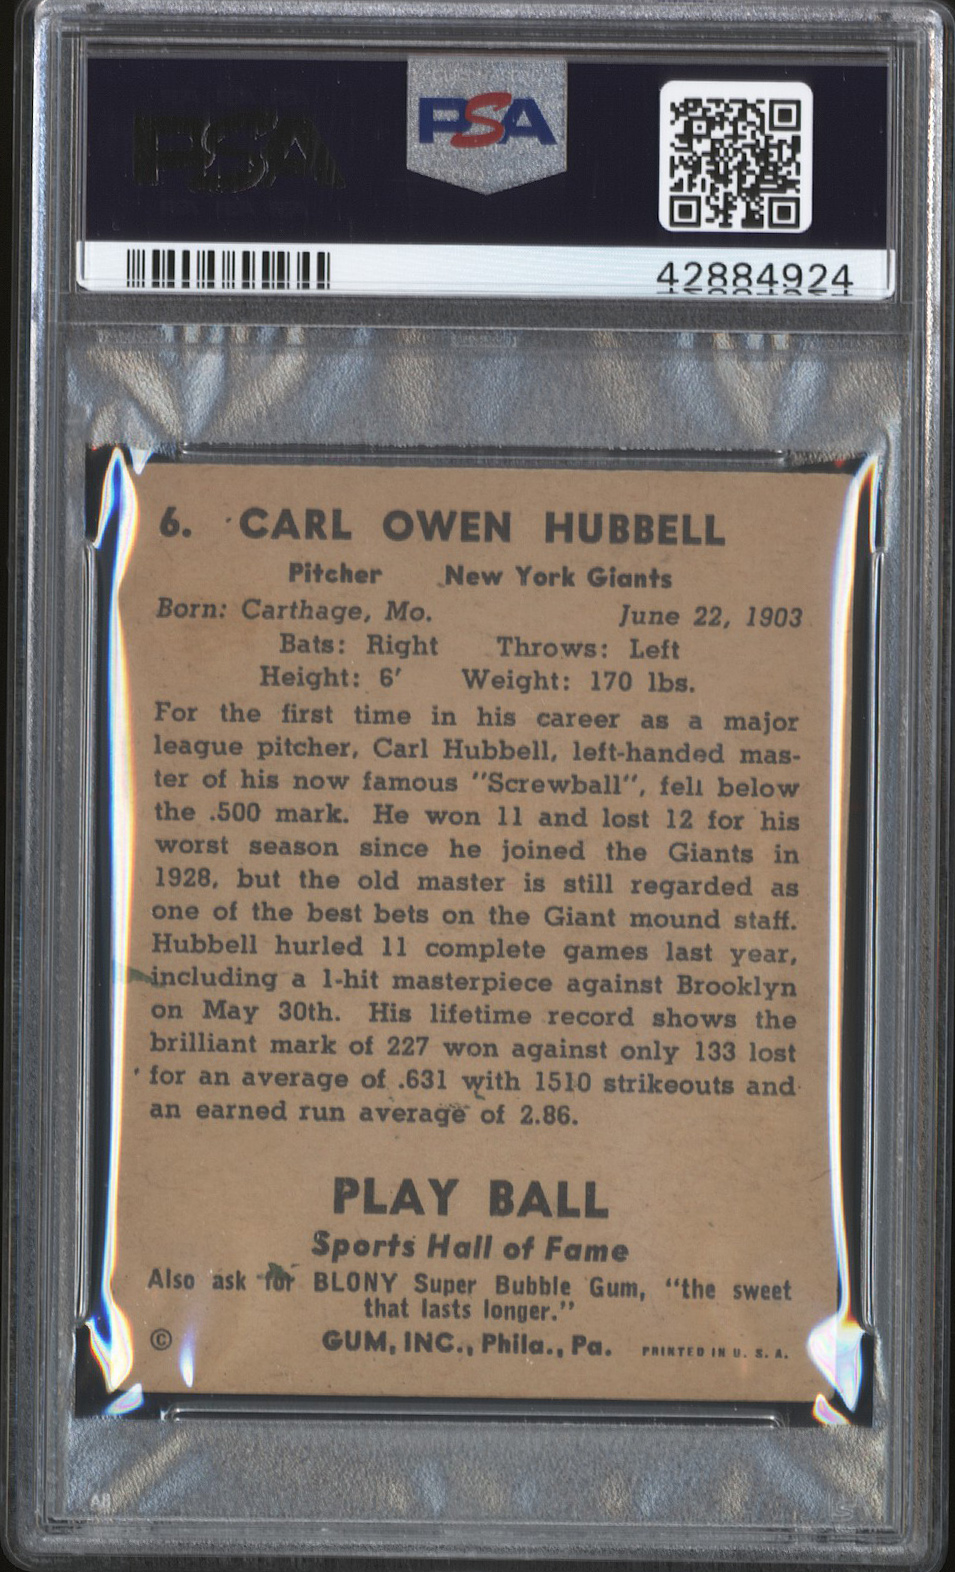 PSA
PSA
42884924
6. CARL OWEN HUBBELL
Pitcher New York Giants
Born: Carthage, Mo. June 22, 1903
Bats: Right Throws: Left
Height: 6' Weight: 170 lbs.
For the first time in his career as a major
league pitcher, Carl Hubbell, left-handed mas-
ter of his now famous "Screwball", fell below
the .500 mark. He won 11 and lost 12 for his
worst season since he joined the Giants in
1928, but the old master is still regarded as
one of the best bets on the Giant mound staff.
Hubbell hurled 11 complete games last year,
including a 1-hit masterpiece against Brooklyn
on May 30th. His lifetime record shows the
brilliant mark of 227 won against only 133 lost
for an average of .631 with 1510 strikeouts and
an earned run average of 2.86.
PLAY BALL
Sports Hall of Fame
Also ask for BLONY Super Bubble Gum, "the sweet
that lasts longer."
© GUM, INC., Phila., Pa. PRINTED IN U. S. A.